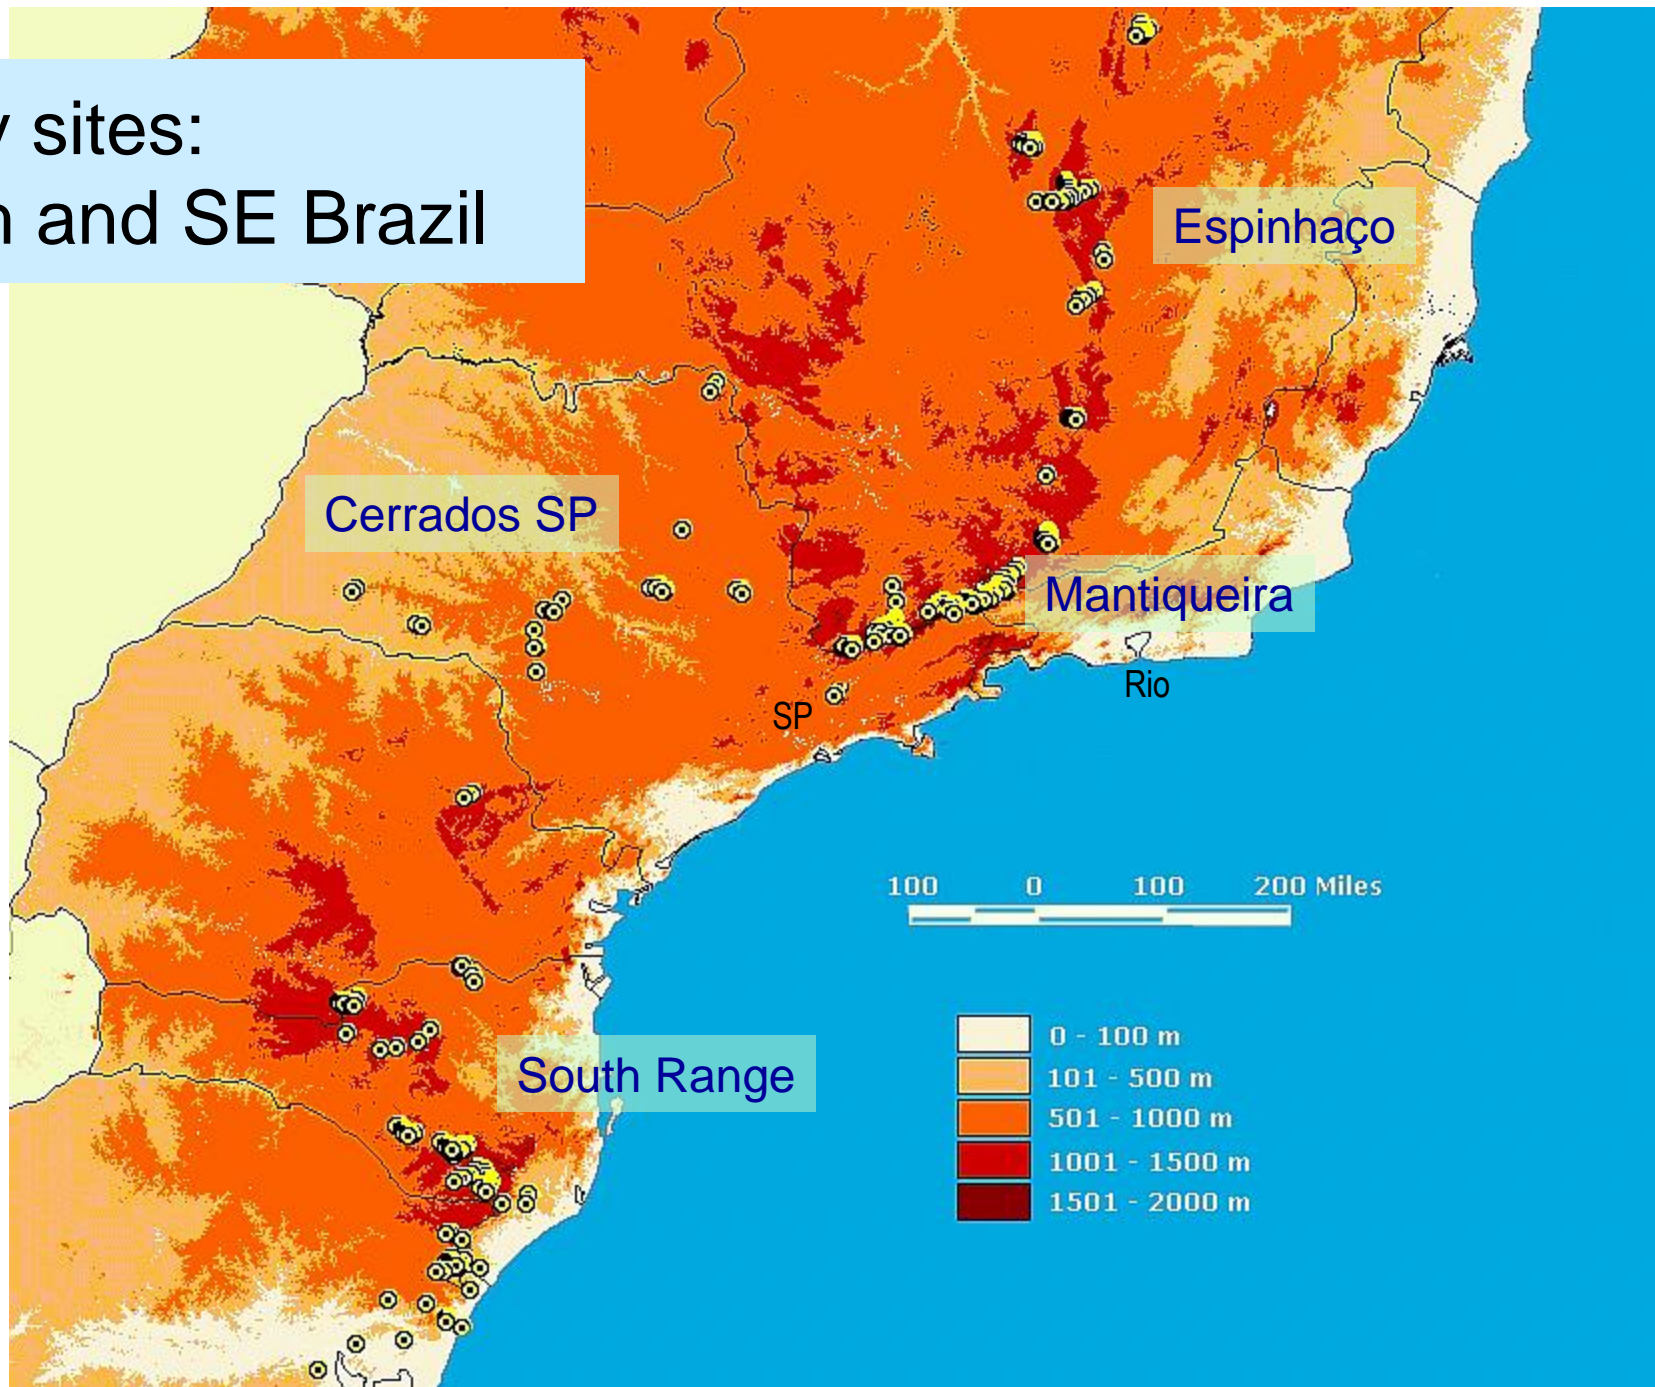 y sites:
n and SE Brazil
Espinhaço
Cerrados SP
Mantiqueira
Rio
SP
100 0 100 200 Miles
0 - 100 m
South Range
101 - 500 m
501 - 1000 m
1001 - 1500 m
1501 - 2000 m